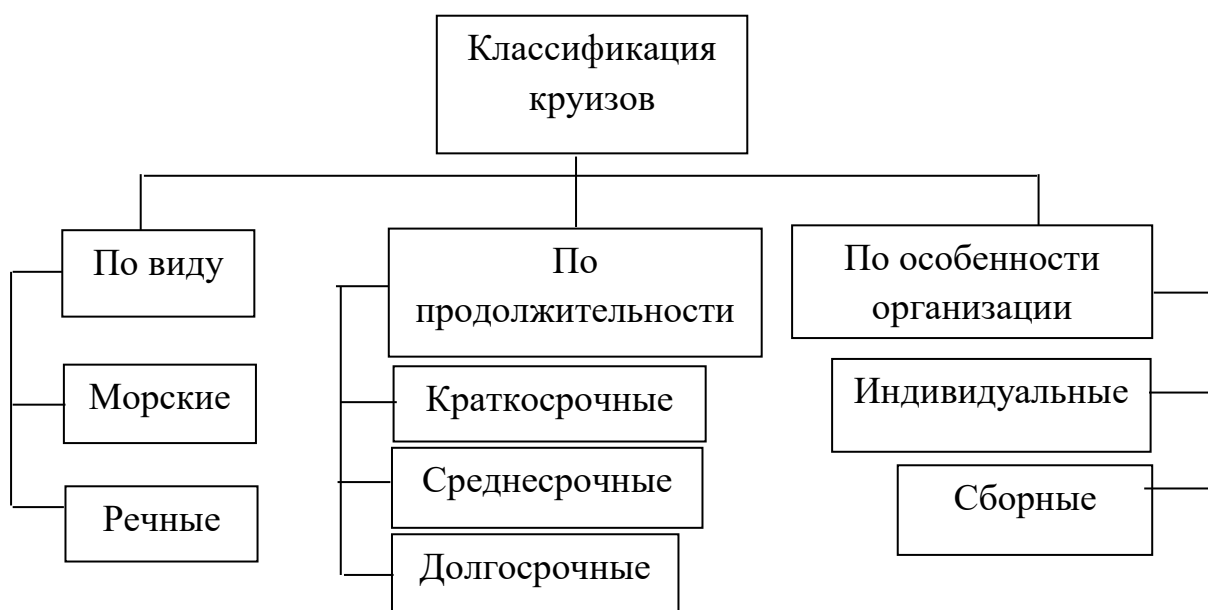 Классификация
круизов
По виду
Морские
Речные
По
продолжительности
Краткосрочные
Среднесрочные
Долгосрочные
По особенности
организации
Индивидуальные
Сборные